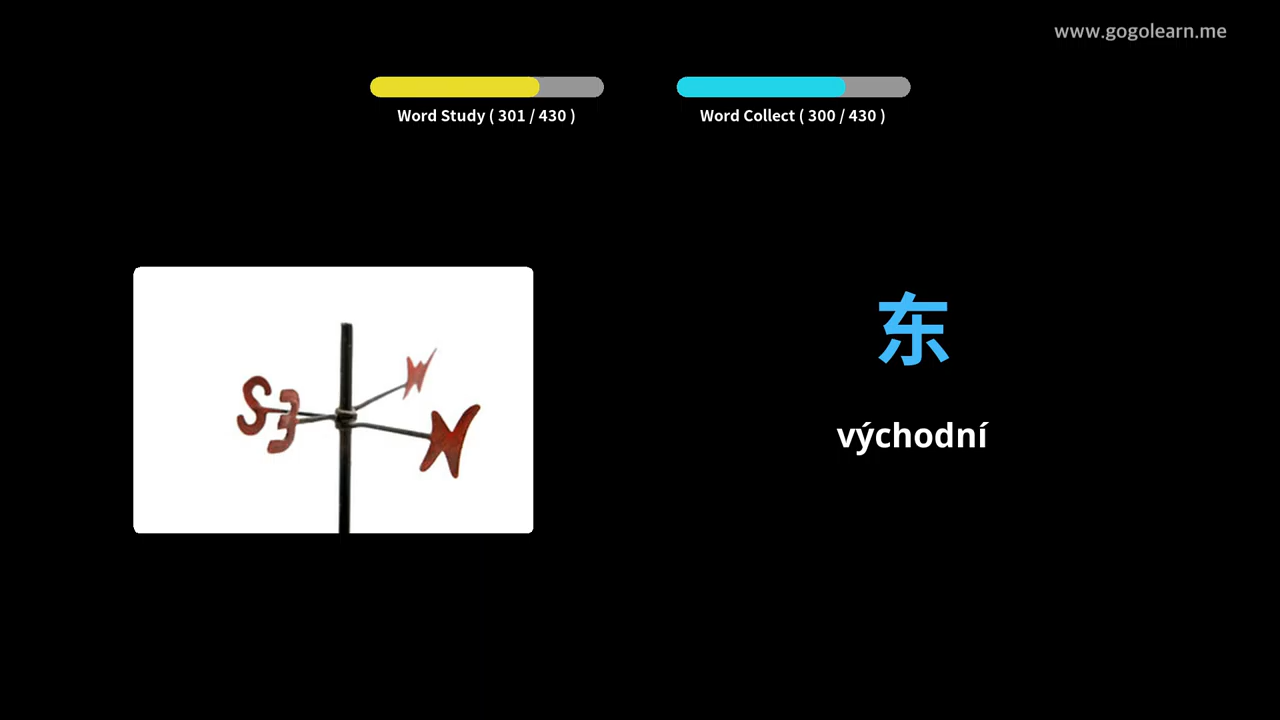 www.gogolearn.me
Word Study ( 301 / 430 )
Word Collect ( 300 / 430 )
S E N
东
východní